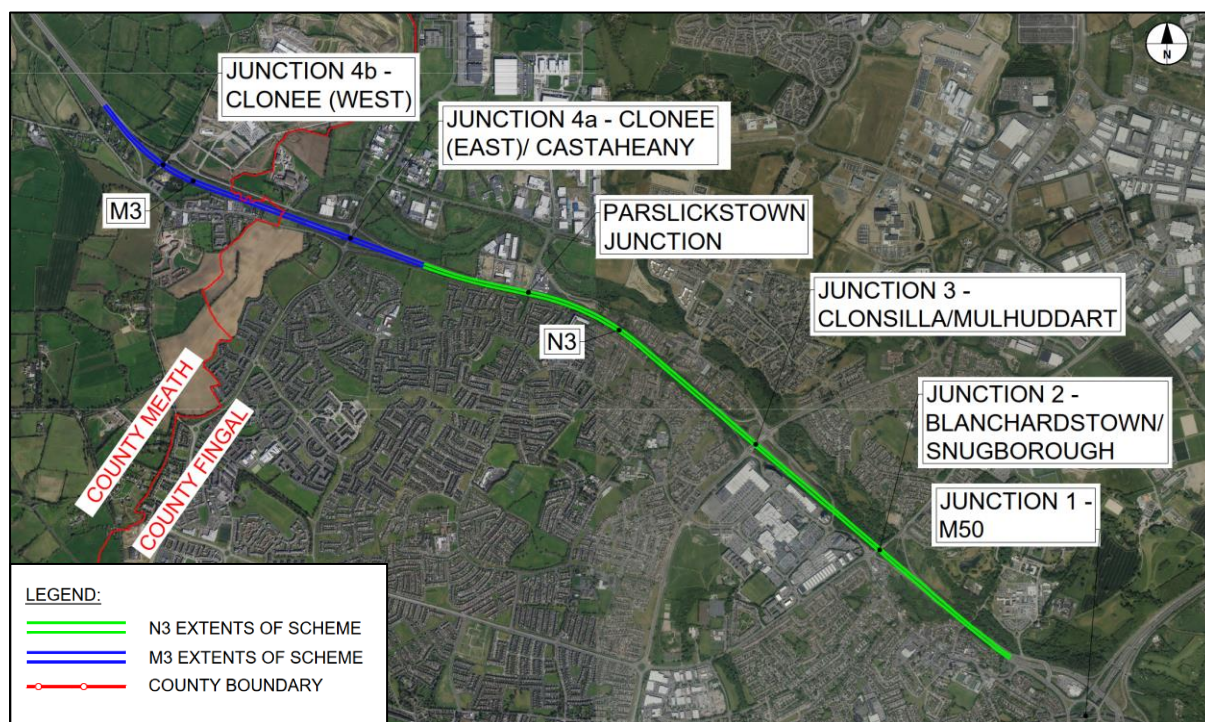 N
JUNCTION 4b -
CLONEE (WEST)
JUNCTION 4a - CLONEE
(EAST)/ CASTAHEANY
M3
PARSLICKSTOWN
JUNCTION
JUNCTION 3 -
CLONSILLA/MULHUDDART
N3
JUNCTION 2 -
BLANCHARDSTOWN/
SNUGBOROUGH
COUNTY MEATH
COUNTY FINGAL
JUNCTION 1 -
M50
LEGEND:
N3 EXTENTS OF SCHEME
M3 EXTENTS OF SCHEME
COUNTY BOUNDARY